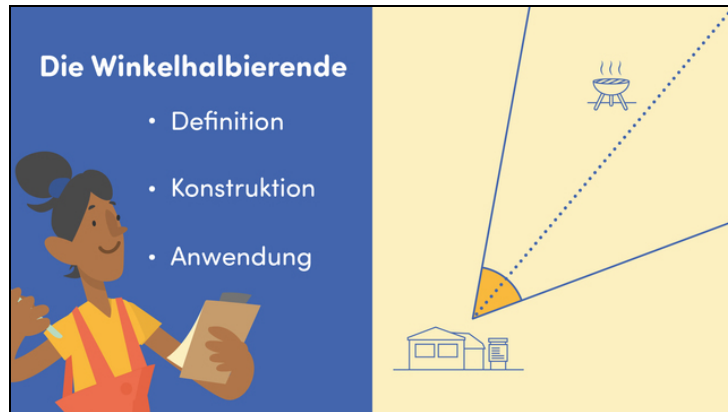 Die Winkelhalbierende
• Definition
• Konstruktion
• Anwendung